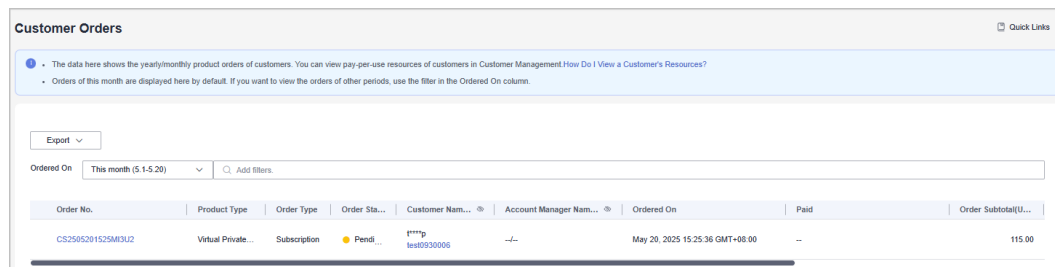 Customer Orders
Quick Links
The data here shows the yearly/monthly product orders of customers. You can view pay-per-use resources of customers in Customer Management.How Do I View a Customer's Resources?
Orders of this month are displayed here by default. If you want to view the orders of other periods, use the filter in the Ordered On column.
Export
Ordered On This month (5.1-5.20) Add filters.
Order No. Product Type Order Type Order Sta... Customer Nam... Account Manager Nam... Ordered On Paid Order Subtotal(U...
CS2505201525MI3U2 Virtual Private... Subscription Pendi... t****p --/-- May 20, 2025 15:25:36 GMT+08:00 -- 115.00
test0930006